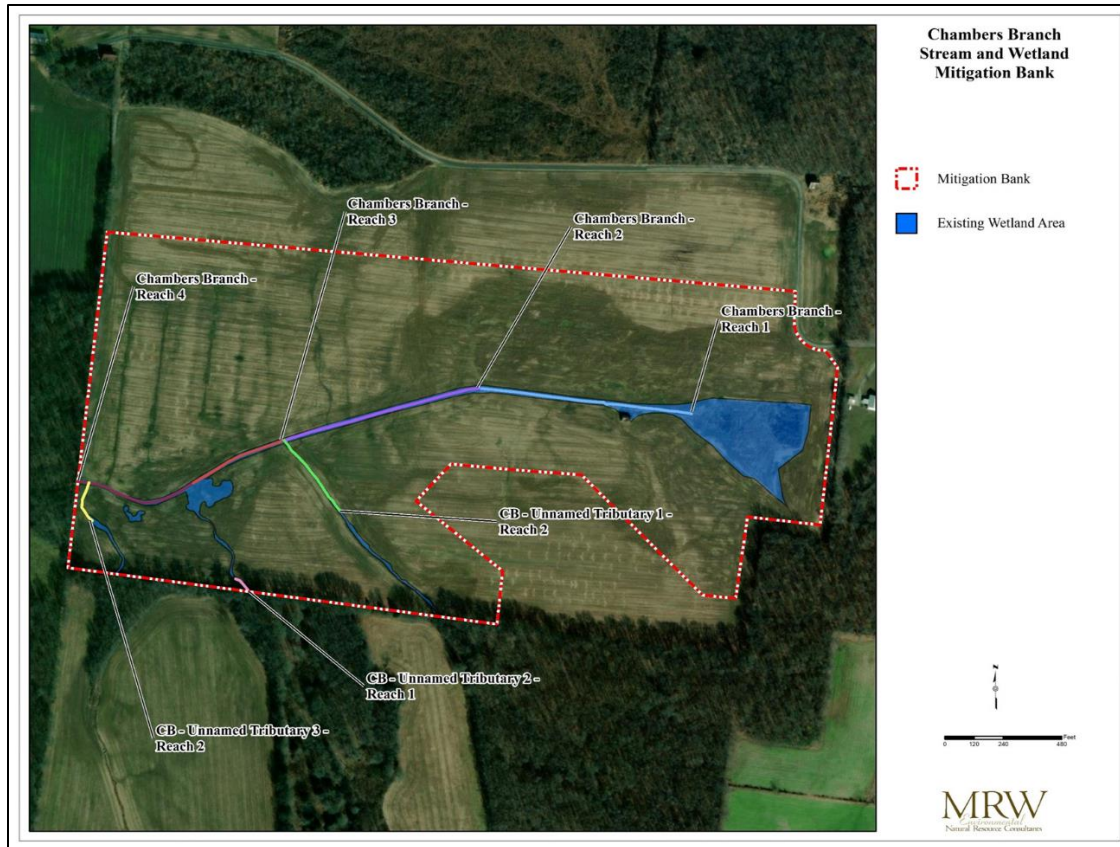 Chambers Branch
Stream and Wetland
Mitigation Bank
Mitigation Bank
Existing Wetland Area
Chambers Branch -
Reach 3
Chambers Branch -
Reach 2
Chambers Branch -
Reach 4
Chambers Branch -
Reach 1
CB - Unnamed Tributary 1 -
Reach 2
CB - Unnamed Tributary 2 -
Reach 1
CB - Unnamed Tributary 3 -
Reach 2
N
Feet
0 120 240 480
MRW
Environmental
Natural Resource Consultants